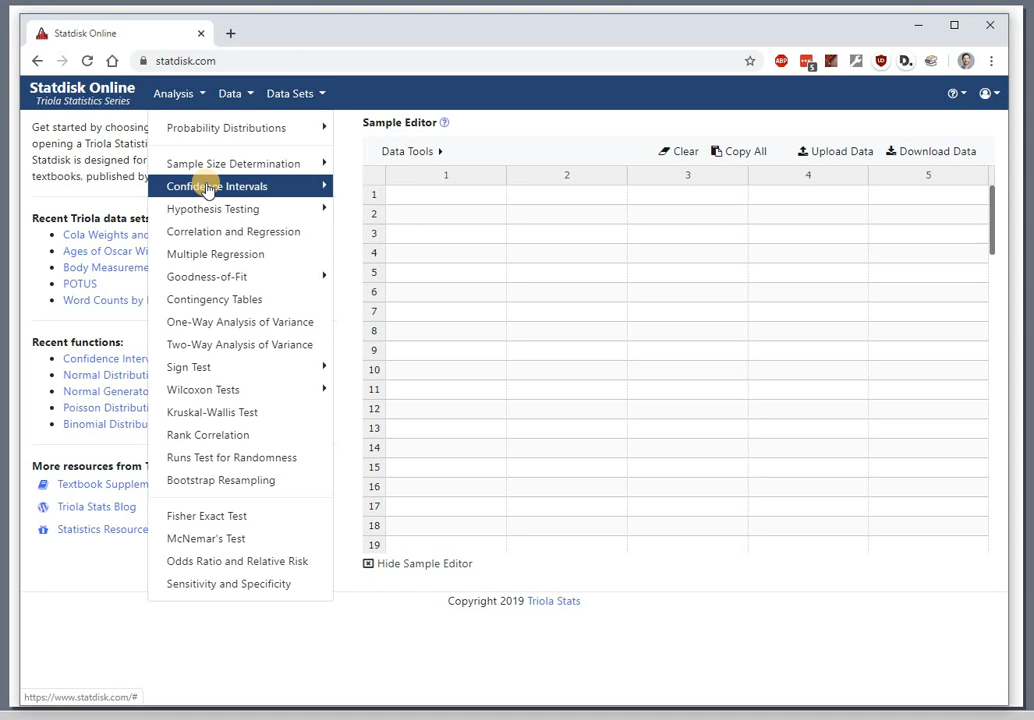 Statdisk Online
statdisk.com
ABP
5
UD
D.
Statdisk Online
Triola Statistics Series
Analysis
Data
Data Sets
Get started by choosing
opening a Triola Statisti
Statdisk is designed for
textbooks, published by
Recent Triola data sets
Cola Weights and
Ages of Oscar Wi
Body Measureme
POTUS
Word Counts by
Recent functions:
Confidence Interv
Normal Distributi
Normal Generato
Poisson Distributi
Binomial Distribu
More resources from T
Textbook Supplem
Triola Stats Blog
Statistics Resource
Probability Distributions
Sample Size Determination
Confidence Intervals
Hypothesis Testing
Correlation and Regression
Multiple Regression
Goodness-of-Fit
Contingency Tables
One-Way Analysis of Variance
Two-Way Analysis of Variance
Sign Test
Wilcoxon Tests
Kruskal-Wallis Test
Rank Correlation
Runs Test for Randomness
Bootstrap Resampling
Fisher Exact Test
McNemar's Test
Odds Ratio and Relative Risk
Sensitivity and Specificity
Sample Editor
Data Tools
Clear
Copy All
Upload Data
Download Data
1 2 3 4 5
1
2
3
4
5
6
7
8
9
10
11
12
13
14
15
16
17
18
19
Hide Sample Editor
Copyright 2019 Triola Stats
https://www.statdisk.com/#